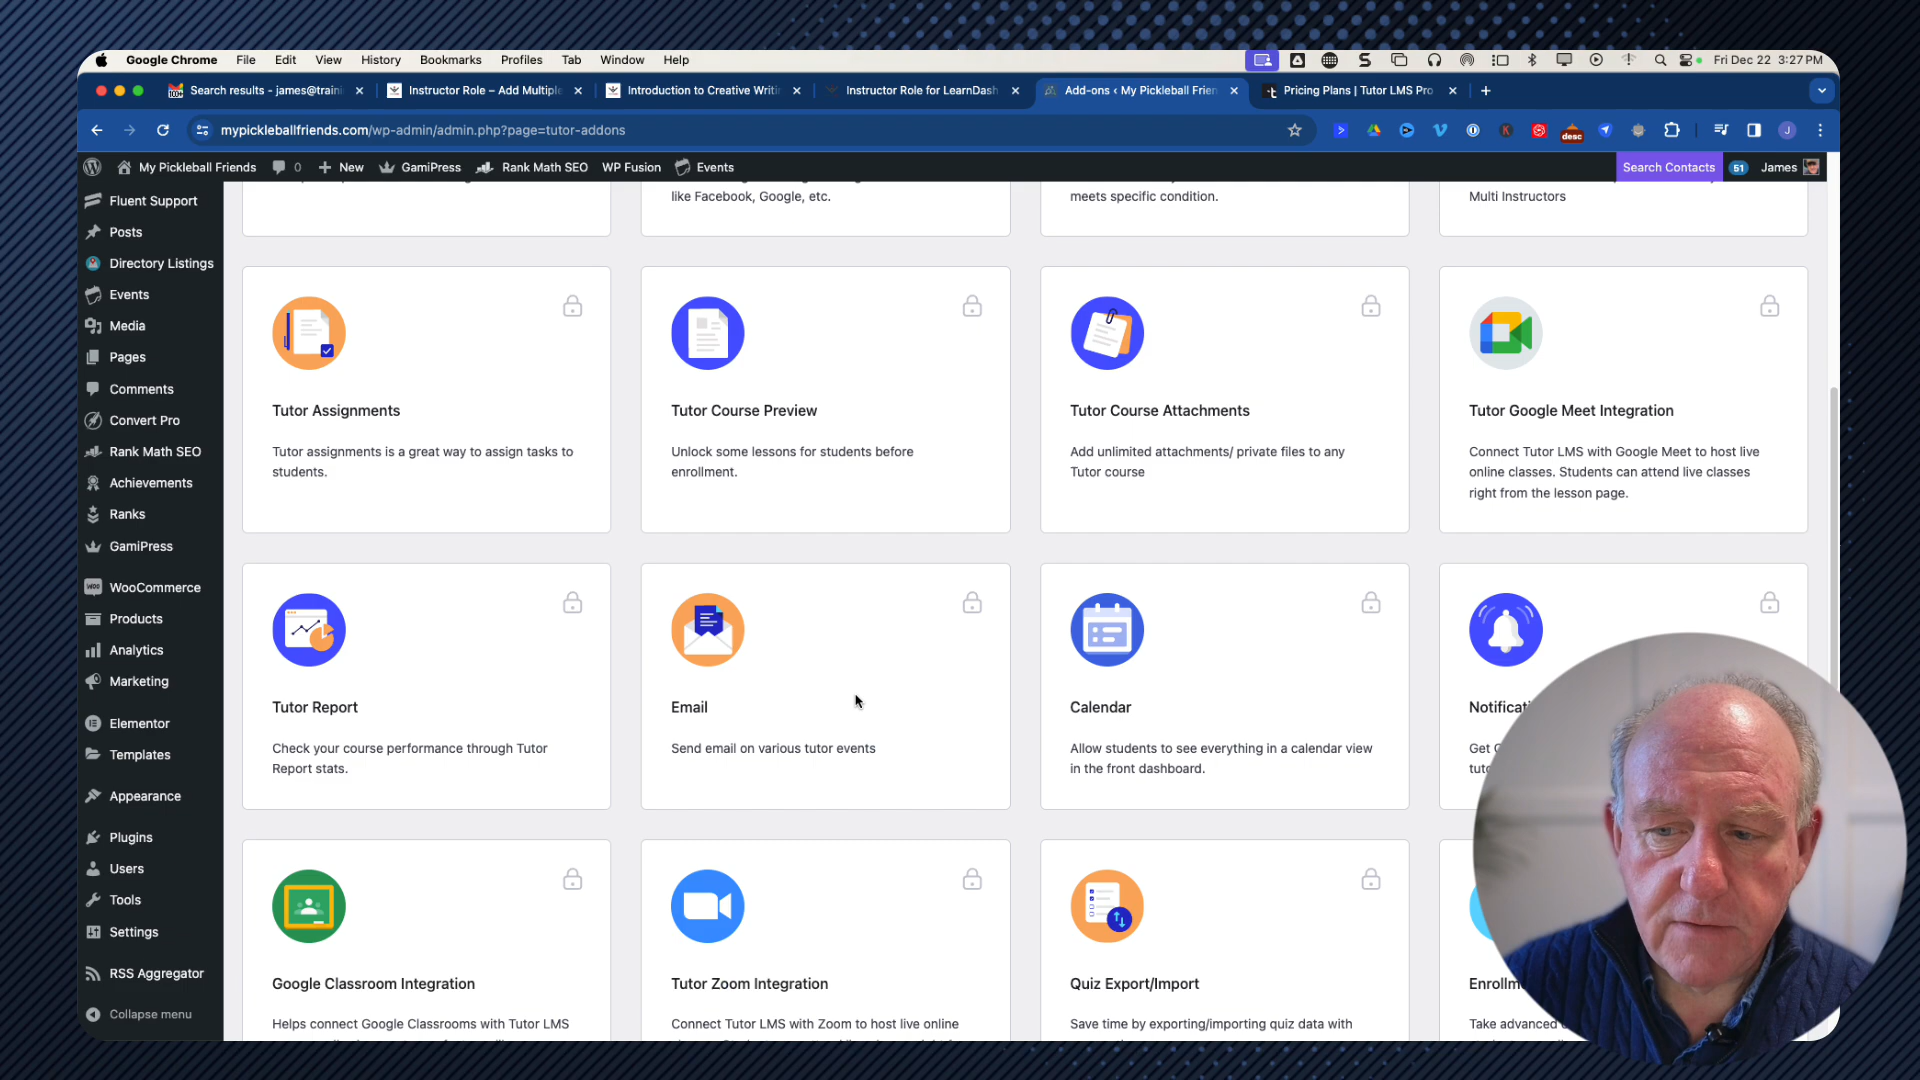 Google Chrome File Edit View History Bookmarks Profiles Tab Window Help Fri Dec 22 3:27 PM
Search results - james@traini Instructor Role – Add Multiple Introduction to Creative Writin Instructor Role for LearnDash Add-ons ‹ My Pickleball Frien Pricing Plans | Tutor LMS Pro
mypickleballfriends.com/wp-admin/admin.php?page=tutor-addons
desc
J
My Pickleball Friends 0 New GamiPress Rank Math SEO WP Fusion Events Search Contacts 51 James
Fluent Support
Posts
Directory Listings
Events
Media
Pages
Comments
Convert Pro
Rank Math SEO
Achievements
Ranks
GamiPress
WooCommerce
Products
Analytics
Marketing
Elementor
Templates
Appearance
Plugins
Users
Tools
Settings
RSS Aggregator
Collapse menu
like Facebook, Google, etc.
meets specific condition.
Multi Instructors
Tutor Assignments
Tutor assignments is a great way to assign tasks to
students.
Tutor Course Preview
Unlock some lessons for students before
enrollment.
Tutor Course Attachments
Add unlimited attachments/ private files to any
Tutor course
Tutor Google Meet Integration
Connect Tutor LMS with Google Meet to host live
online classes. Students can attend live classes
right from the lesson page.
Tutor Report
Check your course performance through Tutor
Report stats.
Email
Send email on various tutor events
Calendar
Allow students to see everything in a calendar view
in the front dashboard.
Notificati
Get
Google Classroom Integration
Helps connect Google Classrooms with Tutor LMS
Tutor Zoom Integration
Connect Tutor LMS with Zoom to host live online
Quiz Export/Import
Save time by exporting/importing quiz data with
Enrollm
Take advanced